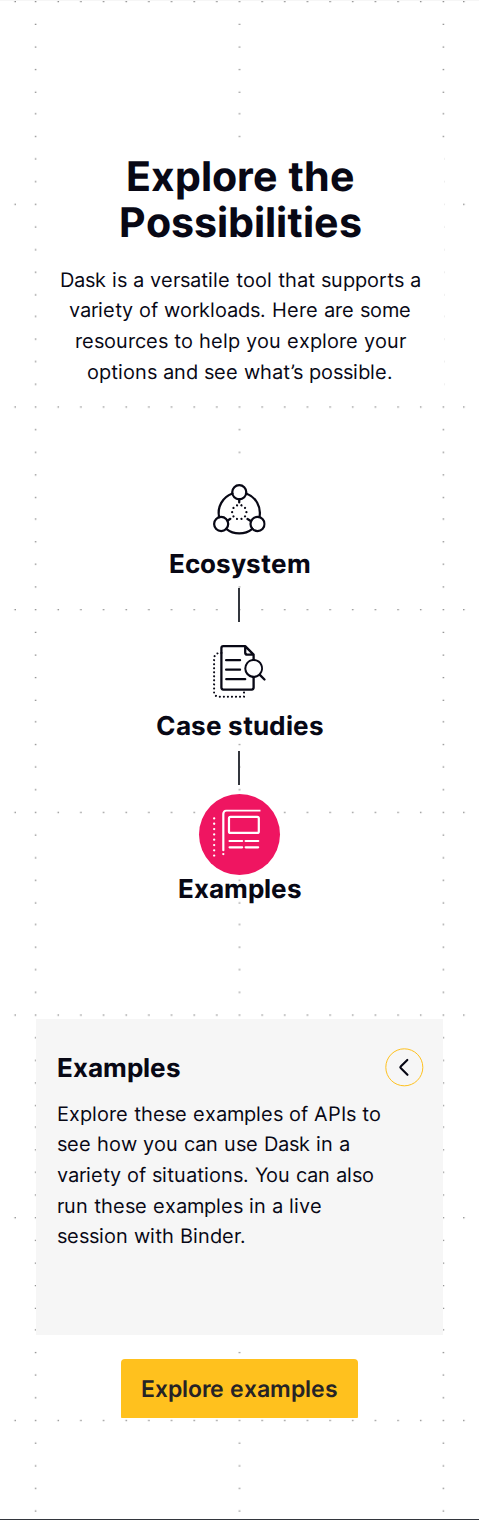 Explore the
Possibilities
Dask is a versatile tool that supports a
variety of workloads. Here are some
resources to help you explore your
options and see what’s possible.
Ecosystem
Case studies
Examples
Examples
Explore these examples of APIs to
see how you can use Dask in a
variety of situations. You can also
run these examples in a live
session with Binder.
Explore examples